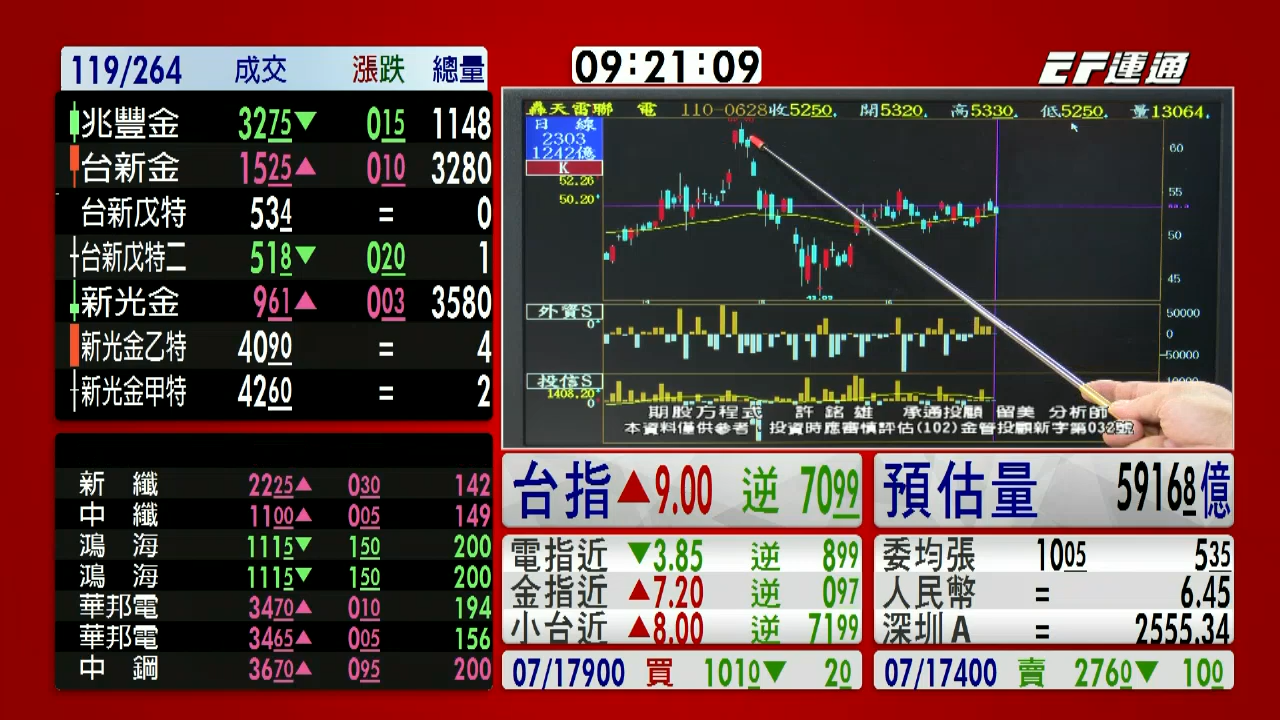 119/264 成交 漲跌 總量
兆豐金 3275▼ 015 1148
台新金 1525▲ 010 3280
台新戊特 534 = 0
台新戊特二 518▼ 020 1
新光金 961▲ 003 3580
新光金乙特 4090 = 4
新光金甲特 4260 = 2
新纖 2225▲ 030 142
中纖 1100▲ 005 149
鴻海 1115▼ 150 200
鴻海 1115▼ 150 200
華邦電 3470▲ 010 194
華邦電 3465▲ 005 156
中鋼 3670▲ 095 200
09:21:09
EF運通
轟天雷聯 電 110-0628收5250. 開5320. 高5330. 低5250. 量13064.
日 線
2303
1242億
K
52.26
50.20
60
55
50
45
外資S
0
50000
0
-50000
投信S
1408.20
0
期股方程式 許銘雄 承通投顧 留美 分析師
本資料僅供參考 投資時應審慎評估(102)金管投顧新字第032號
台指▲9.00 逆 7099
預估量 59168億
電指近▼3.85 逆 899
金指近▲7.20 逆 097
小台近▲8.00 逆 7199
委均張 1005 535
人民幣 = 6.45
深圳A = 2555.34
07/17900 買 1010▼ 20
07/17400 賣 2760▼ 100